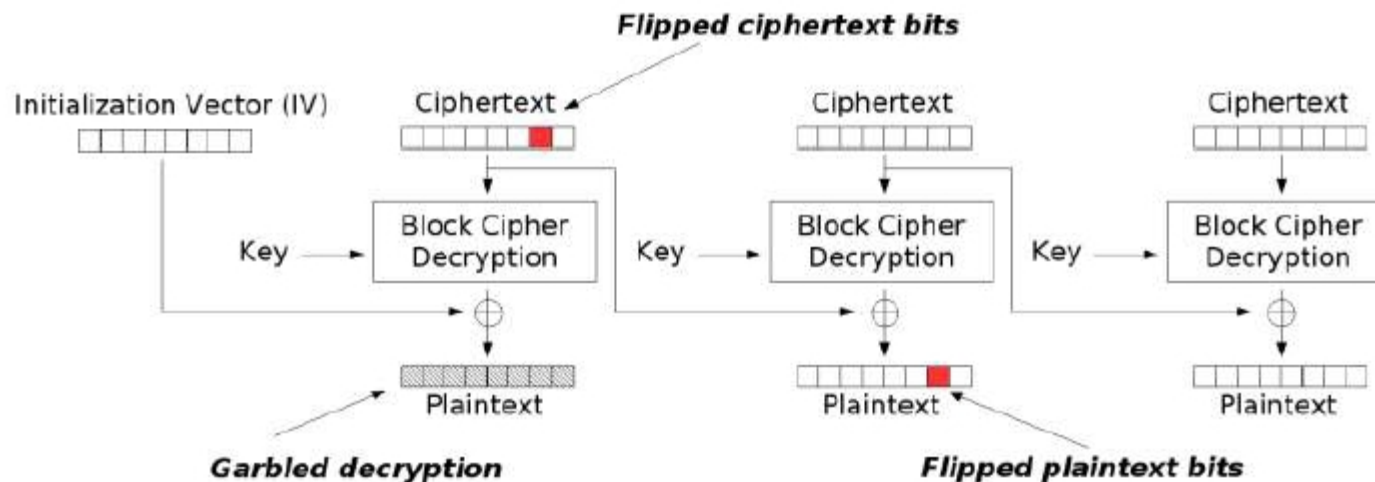 Flipped ciphertext bits
Initialization Vector (IV)
Ciphertext
Ciphertext
Ciphertext
Key
Block Cipher
Decryption
Key
Block Cipher
Decryption
Key
Block Cipher
Decryption
Plaintext
Plaintext
Plaintext
Garbled decryption
Flipped plaintext bits